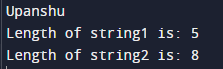 Upanshu
Length of string1 is: 5
Length of string2 is: 8